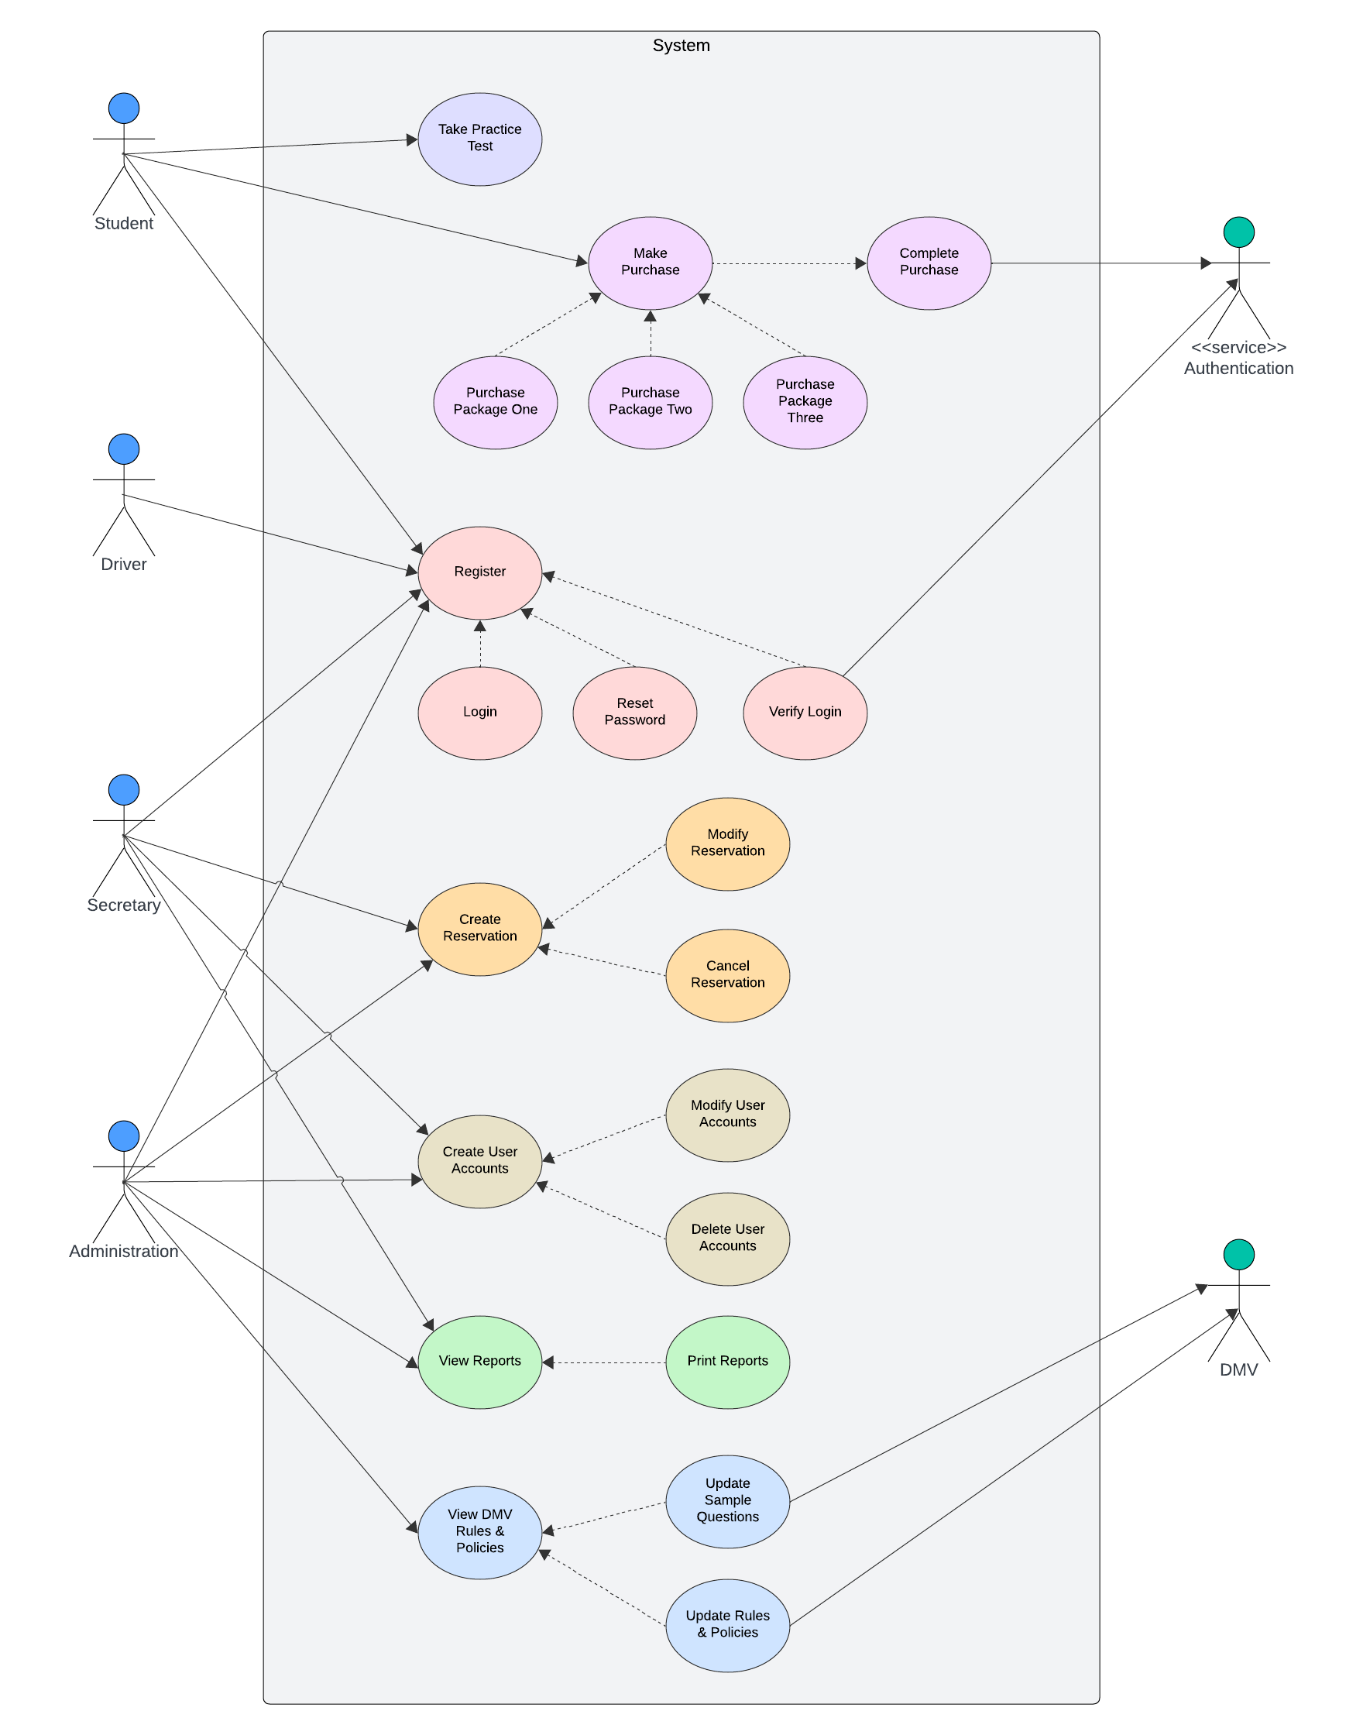 System
Take Practice
Test
Student
Make
Purchase
Complete
Purchase
<<service>>
Authentication
Purchase
Package One
Purchase
Package Two
Purchase
Package
Three
Driver
Register
Login
Reset
Password
Verify Login
Secretary
Modify
Reservation
Create
Reservation
Cancel
Reservation
Modify User
Accounts
Create User
Accounts
Delete User
Accounts
Administration
View Reports
Print Reports
DMV
Update
Sample
Questions
View DMV
Rules &
Policies
Update Rules
& Policies